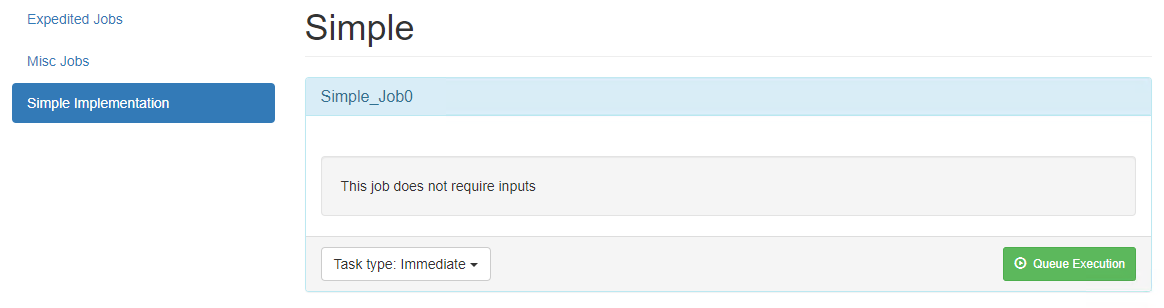 Expedited Jobs
Misc Jobs
Simple Implementation
Simple
Simple_Job0
This job does not require inputs
Task type: Immediate
Queue Execution